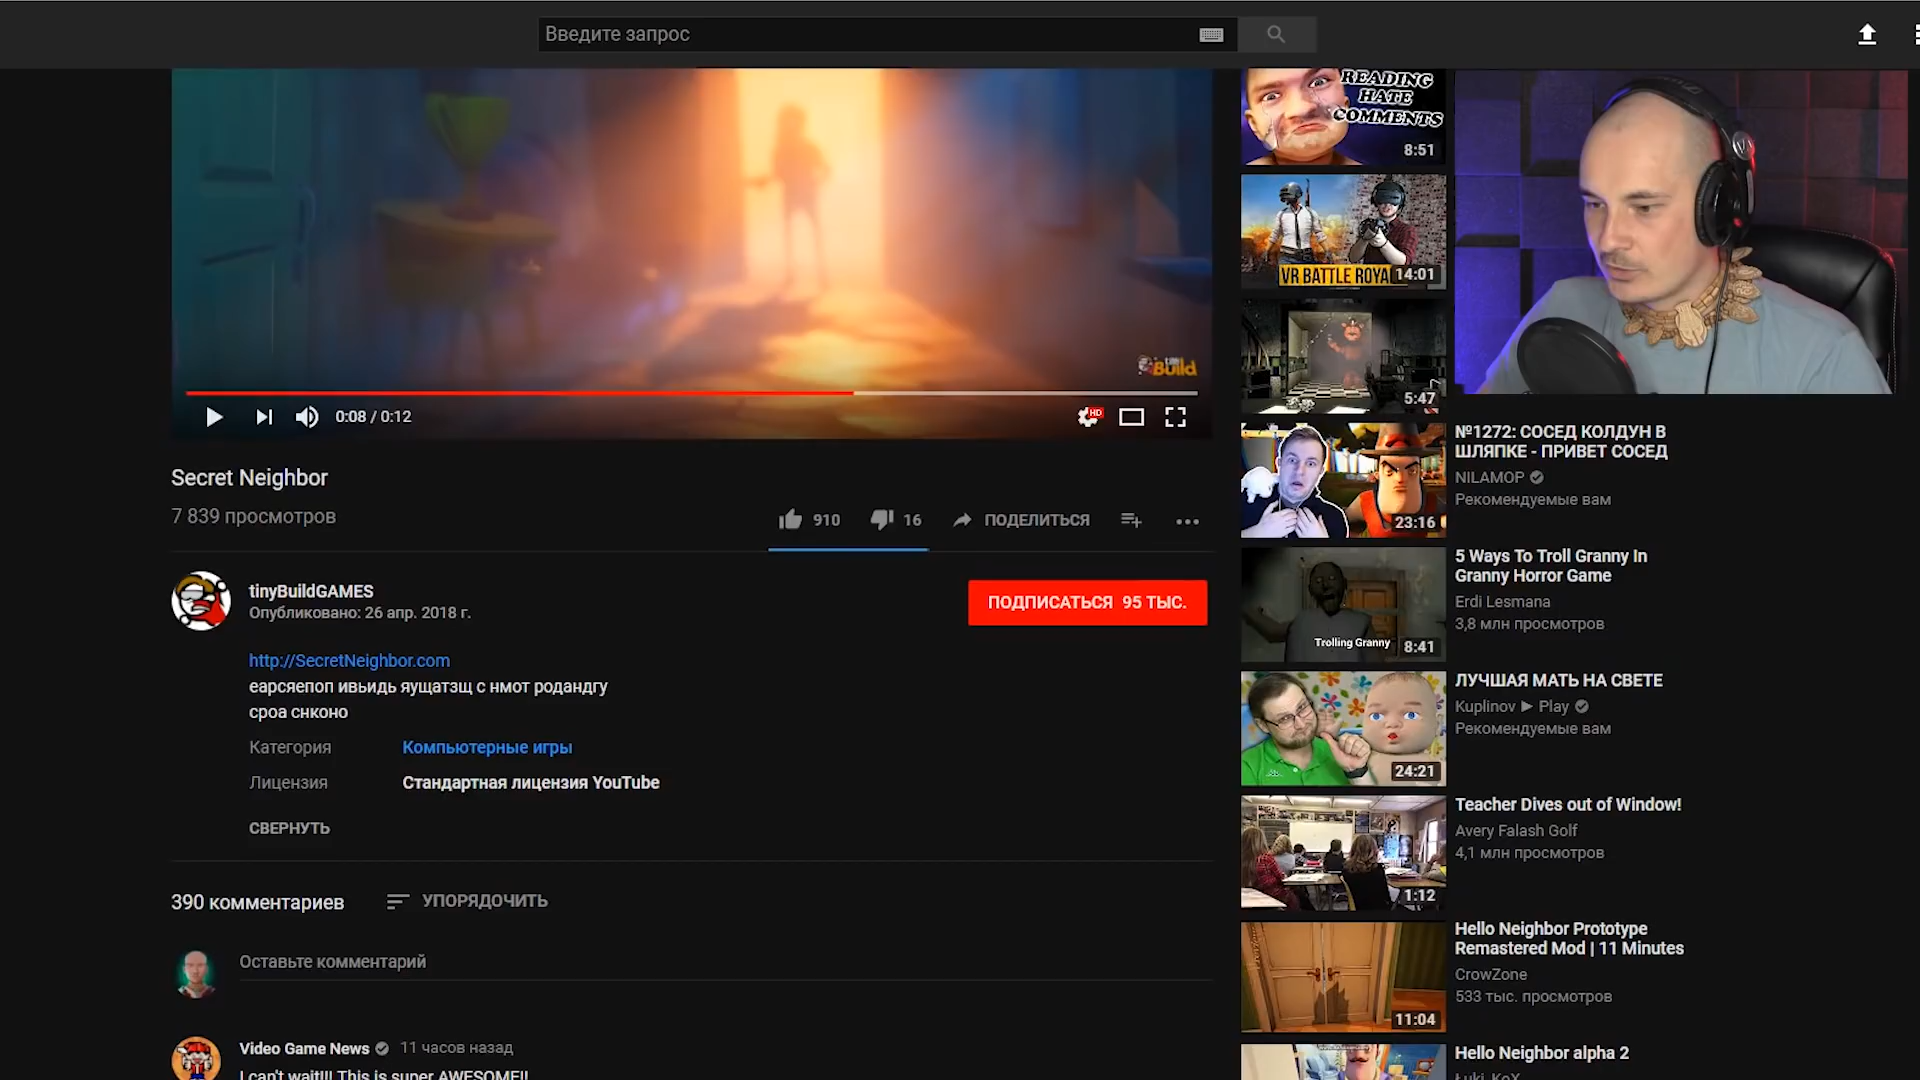 Введите запрос
READING
HATE
COMMENTS
8:51
VR BATTLE ROYA
14:01
5:47
tiny
Build
HD
0:08 / 0:12
Secret Neighbor
7 839 просмотров
910
16
ПОДЕЛИТЬСЯ
tinyBuildGAMES
Опубликовано: 26 апр. 2018 г.
ПОДПИСАТЬСЯ 95 ТЫС.
http://SecretNeighbor.com
еарсяепоп ивьидь яущатзщ с нмот родандгу
сроа снконо
Категория
Компьютерные игры
Лицензия
Стандартная лицензия YouTube
СВЕРНУТЬ
390 комментариев
УПОРЯДОЧИТЬ
Оставьте комментарий
Video Game News 11 часов назад
I can't wait!!! This is super AWESOME!!
23:16
№1272: СОСЕД КОЛДУН В
ШЛЯПКЕ - ПРИВЕТ СОСЕД
NILAMOP
Рекомендуемые вам
Trolling Granny
8:41
5 Ways To Troll Granny In
Granny Horror Game
Erdi Lesmana
3,8 млн просмотров
24:21
ЛУЧШАЯ МАТЬ НА СВЕТЕ
Kuplinov ► Play
Рекомендуемые вам
1:12
Teacher Dives out of Window!
Avery Falash Golf
4,1 млн просмотров
11:04
Hello Neighbor Prototype
Remastered Mod | 11 Minutes
CrowZone
533 тыс. просмотров
Hello Neighbor alpha 2